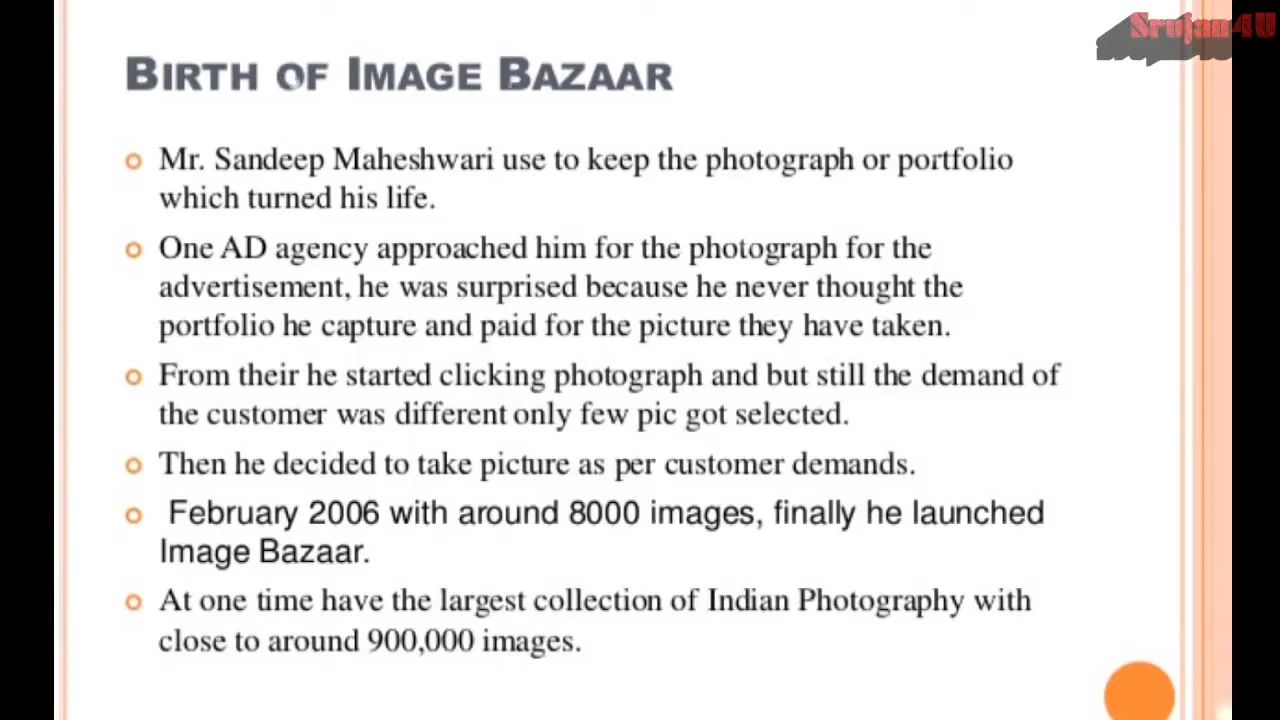 Srujan4U
BIRTH OF IMAGE BAZAAR
Mr. Sandeep Maheshwari use to keep the photograph or portfolio
which turned his life.
One AD agency approached him for the photograph for the
advertisement, he was surprised because he never thought the
portfolio he capture and paid for the picture they have taken.
From their he started clicking photograph and but still the demand of
the customer was different only few pic got selected.
Then he decided to take picture as per customer demands.
February 2006 with around 8000 images, finally he launched
Image Bazaar.
At one time have the largest collection of Indian Photography with
close to around 900,000 images.